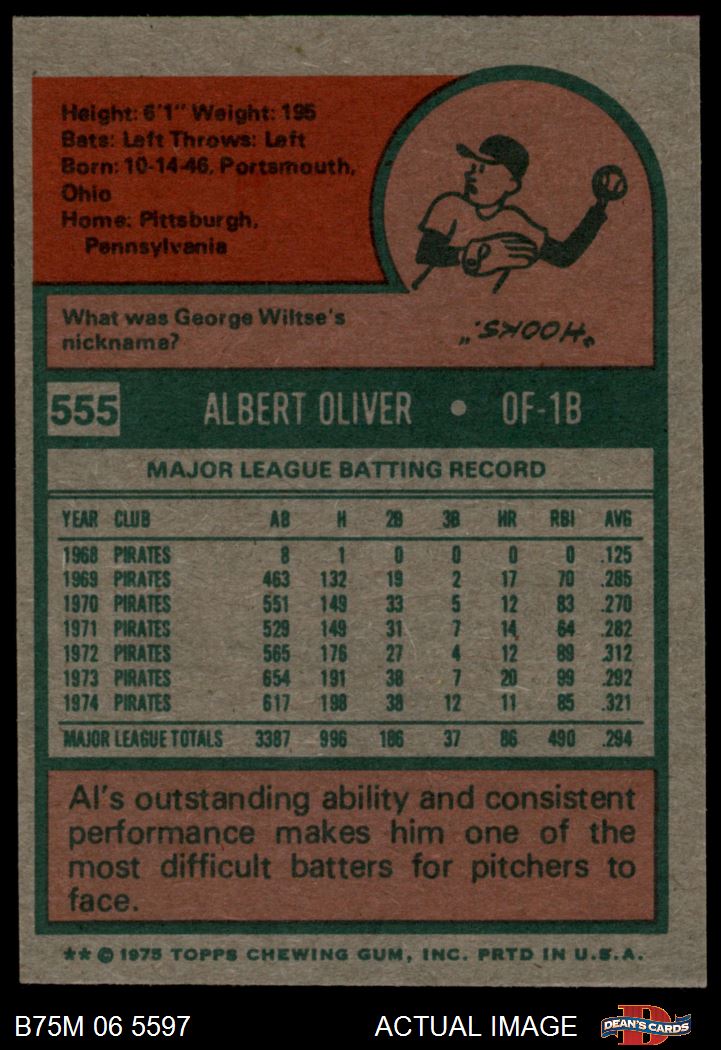 Height: 6'1" Weight: 195
Bats: Left Throws: Left
Born: 10-14-46, Portsmouth,
Ohio
Home: Pittsburgh,
Pennsylvania
What was George Wiltse's
nickname?
"HOOKS."
555 ALBERT OLIVER • OF-1B
MAJOR LEAGUE BATTING RECORD
YEAR CLUB AB H 2B 3B HR RBI AVG
1968 PIRATES 8 1 0 0 0 0 .125
1969 PIRATES 463 132 19 2 17 70 .285
1970 PIRATES 551 149 33 5 12 83 .270
1971 PIRATES 529 149 31 7 14 64 .282
1972 PIRATES 565 176 27 4 12 89 .312
1973 PIRATES 654 191 38 7 20 99 .292
1974 PIRATES 617 198 38 12 11 85 .321
MAJOR LEAGUE TOTALS 3387 996 186 37 86 490 .294
Al's outstanding ability and consistent
performance makes him one of the
most difficult batters for pitchers to
face.
** © 1975 TOPPS CHEWING GUM, INC. PRTD IN U.S.A.
B75M 06 5597 ACTUAL IMAGE DEAN'S CARDS